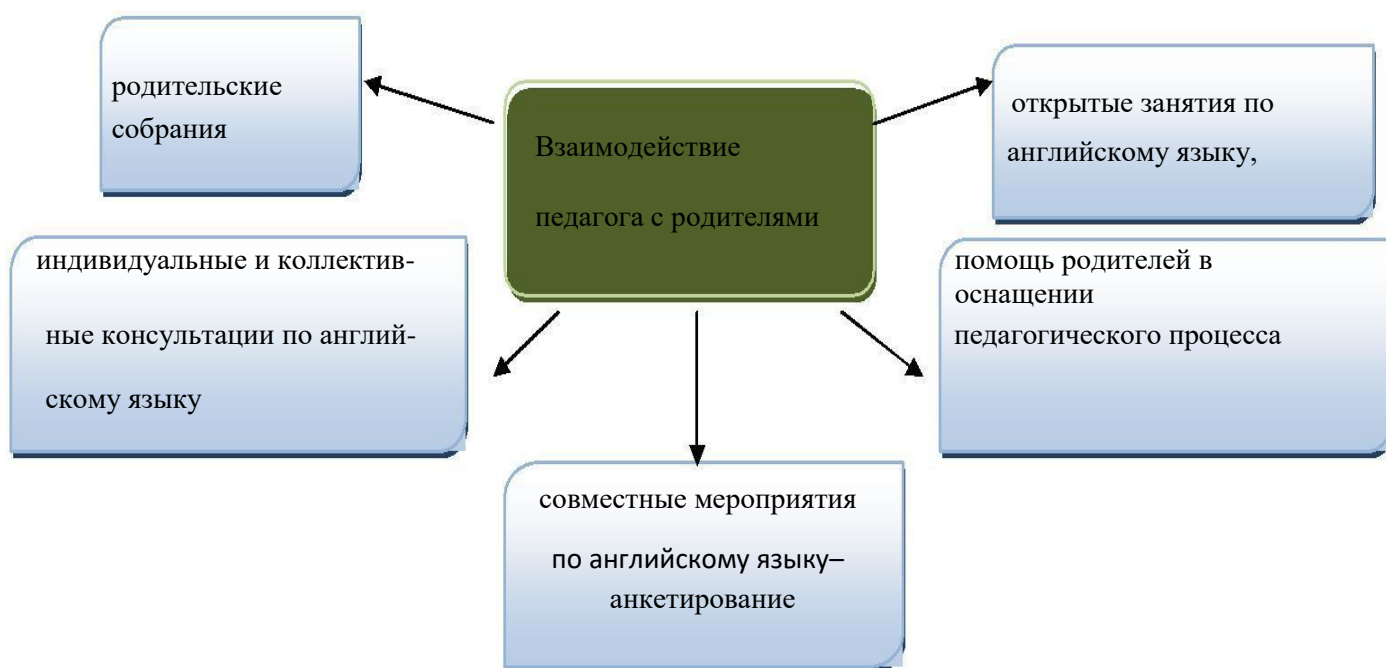 родительские
собрания
Взаимодействие
педагога с родителями
открытые занятия по
английскому языку,
индивидуальные и коллектив-
ные консультации по англий-
скому языку
помощь родителей в
оснащении
педагогического процесса
совместные мероприятия
по английскому языку–
анкетирование